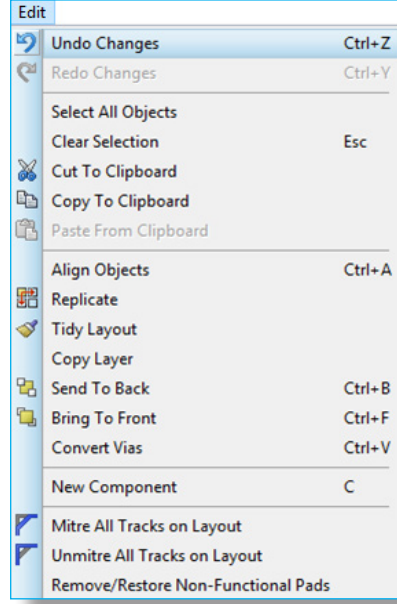 Edit
Undo Changes Ctrl+Z
Redo Changes Ctrl+Y
Select All Objects
Clear Selection Esc
Cut To Clipboard
Copy To Clipboard
Paste From Clipboard
Align Objects Ctrl+A
Replicate
Tidy Layout
Copy Layer
Send To Back Ctrl+B
Bring To Front Ctrl+F
Convert Vias Ctrl+V
New Component C
Mitre All Tracks on Layout
Unmitre All Tracks on Layout
Remove/Restore Non-Functional Pads